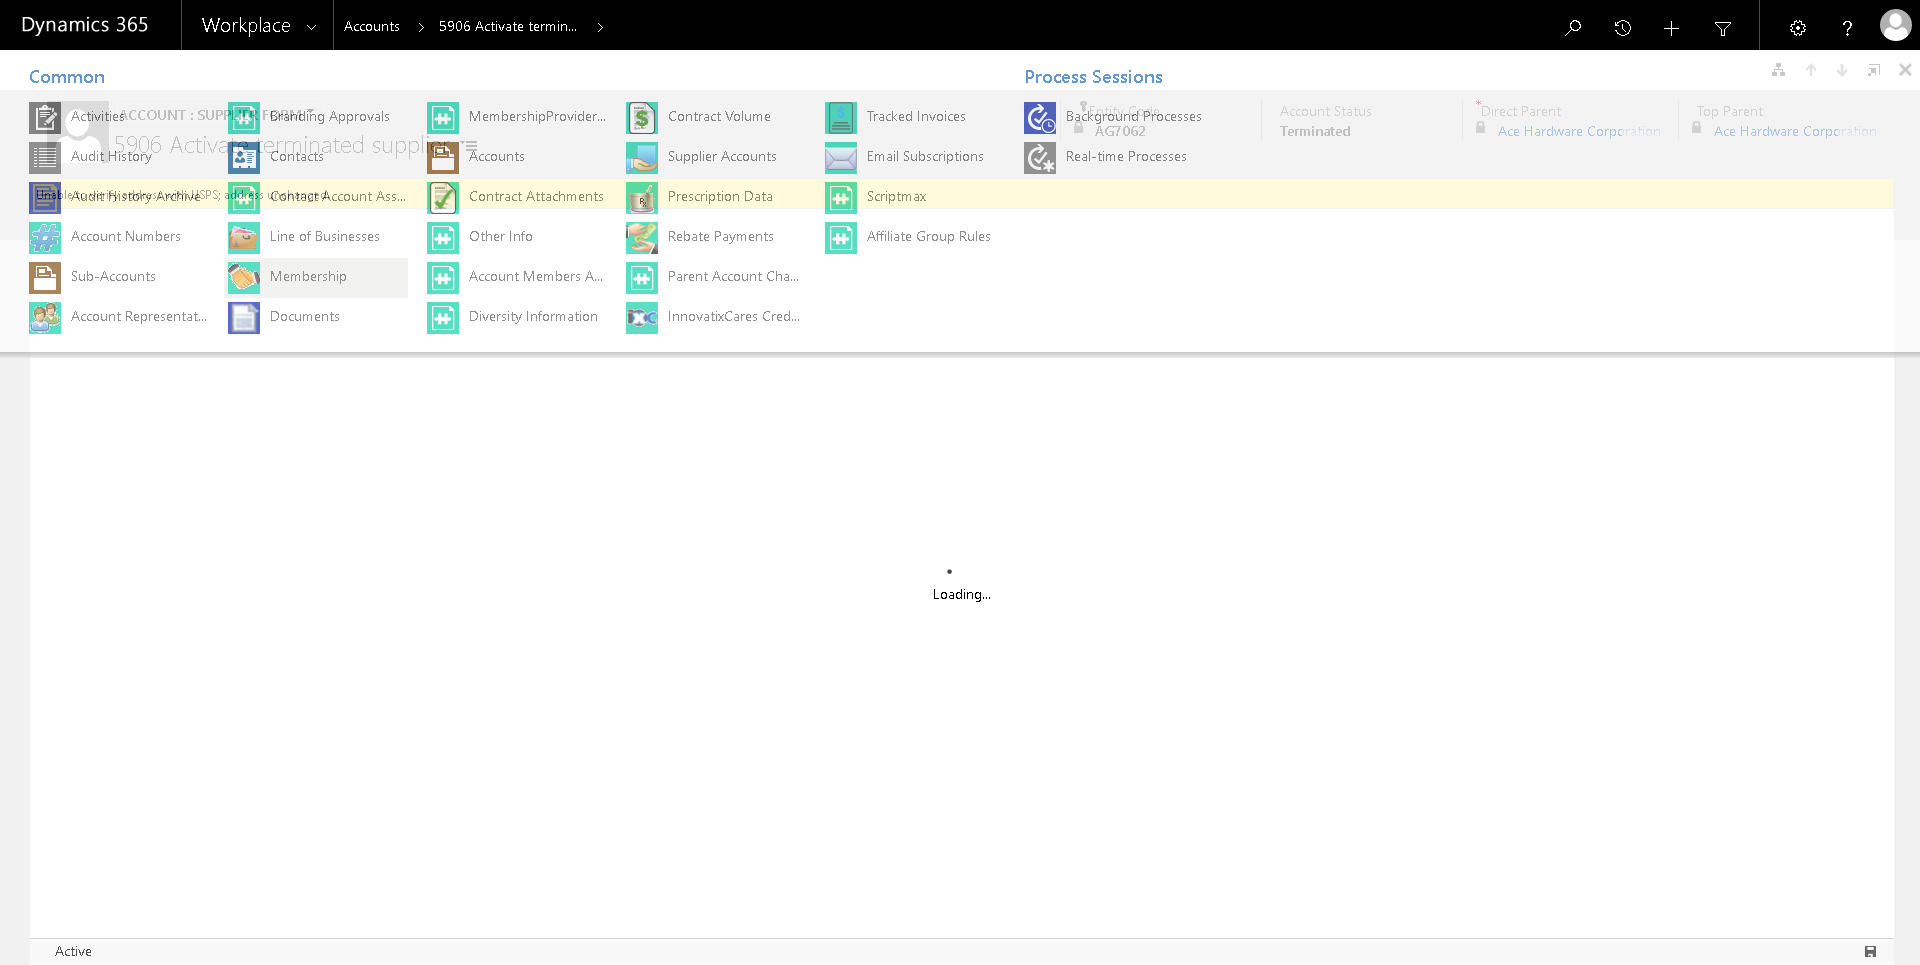 Dynamics 365 Workplace Accounts 5906 Activate termin...
Common
Process Sessions
Activities
Audit History
Audit History Archive
Account Numbers
Sub-Accounts
Account Representat...
Branding Approvals
Contacts
Contact Account Ass...
Line of Businesses
Membership
Documents
MembershipProvider...
Accounts
Contract Attachments
Other Info
Account Members A...
Diversity Information
Contract Volume
Supplier Accounts
Prescription Data
Rebate Payments
Parent Account Cha...
InnovatixCares Cred...
Tracked Invoices
Email Subscriptions
Scriptmax
Affiliate Group Rules
Background Processes
Real-time Processes
ACCOUNT : SUPPLIER FORM
5906 Activate terminated supplier
Entity Code
AG7062
Account Status
Terminated
*Direct Parent
Ace Hardware Corporation
Top Parent
Ace Hardware Corporation
Unable to verify address with USPS; address unchanged.
Loading...
Active